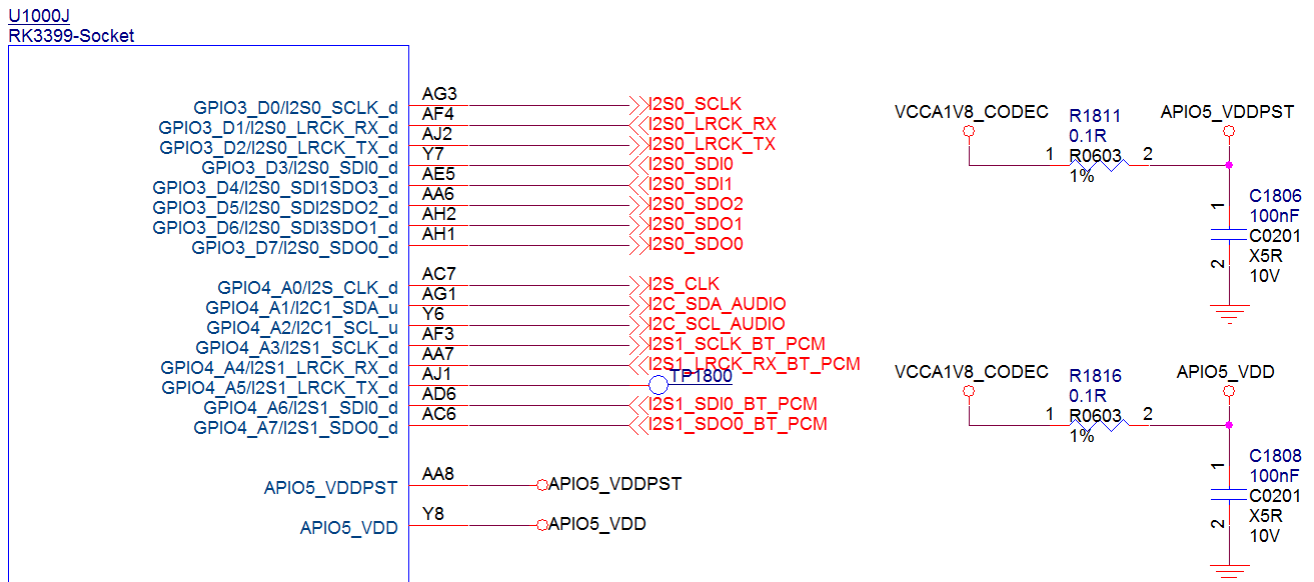 U1000J
RK3399-Socket
GPIO3_D0/I2S0_SCLK_d AG3 I2S0_SCLK
GPIO3_D1/I2S0_LRCK_RX_d AF4 I2S0_LRCK_RX
GPIO3_D2/I2S0_LRCK_TX_d AJ2 I2S0_LRCK_TX
GPIO3_D3/I2S0_SDI0_d Y7 I2S0_SDI0
GPIO3_D4/I2S0_SDI1SDO3_d AE5 I2S0_SDI1
GPIO3_D5/I2S0_SDI2SDO2_d AA6 I2S0_SDO2
GPIO3_D6/I2S0_SDI3SDO1_d AH2 I2S0_SDO1
GPIO3_D7/I2S0_SDO0_d AH1 I2S0_SDO0
GPIO4_A0/I2S_CLK_d AC7 I2S_CLK
GPIO4_A1/I2C1_SDA_u AG1 I2C_SDA_AUDIO
GPIO4_A2/I2C1_SCL_u Y6 I2C_SCL_AUDIO
GPIO4_A3/I2S1_SCLK_d AF3 I2S1_SCLK_BT_PCM
GPIO4_A4/I2S1_LRCK_RX_d AA7 I2S1_LRCK_RX_BT_PCM
GPIO4_A5/I2S1_LRCK_TX_d AJ1 TP1800
GPIO4_A6/I2S1_SDI0_d AD6 I2S1_SDI0_BT_PCM
GPIO4_A7/I2S1_SDO0_d AC6 I2S1_SDO0_BT_PCM
APIO5_VDDPST AA8 APIO5_VDDPST
APIO5_VDD Y8 APIO5_VDD
VCCA1V8_CODEC R1811 APIO5_VDDPST
0.1R
1 R0603 2
1%
1 C1806
100nF
C0201
2 X5R
10V
VCCA1V8_CODEC R1816 APIO5_VDD
0.1R
1 R0603 2
1%
1 C1808
100nF
C0201
2 X5R
10V